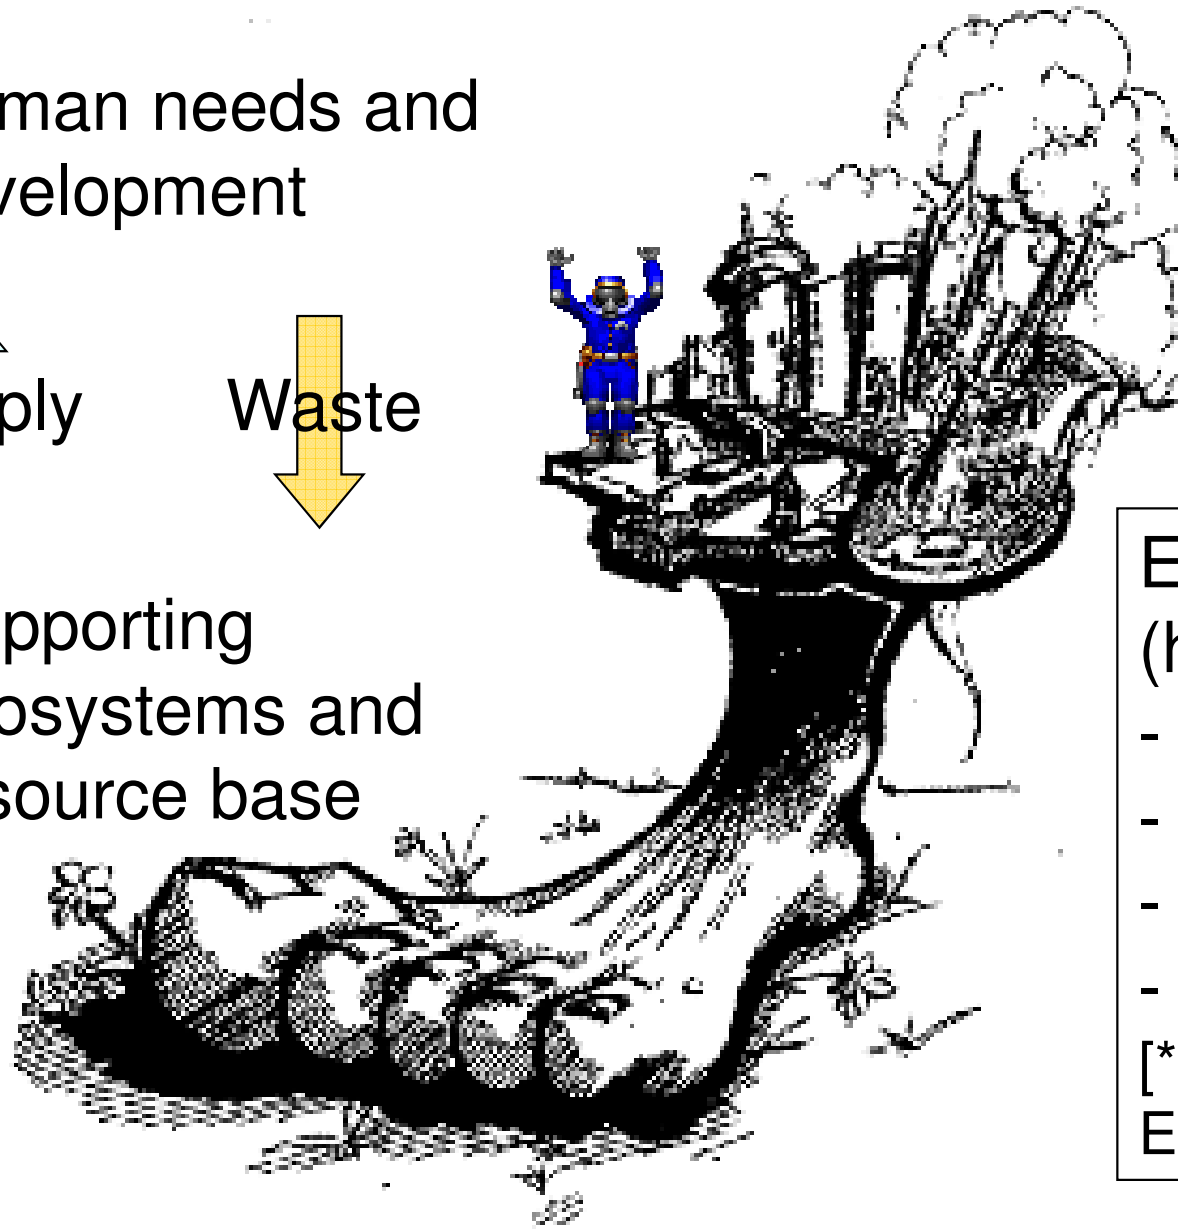 man needs and
velopment
ply
Waste
pporting
osystems and
source base
E
(h
-
-
-
-
[*
E